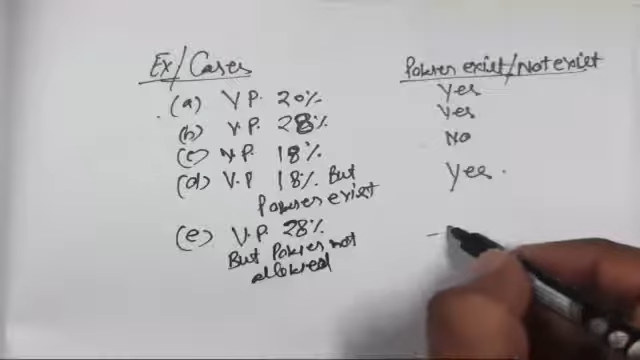 Ex/Cases Powers exist/Not exist
(a) V.P. 20% Yes
(b) V.P. 28% Yes
(c) V.P. 18% No
(d) V.P 18% But Yes.
Powers exist
(e) V.P. 28%
But Powers not
allowed